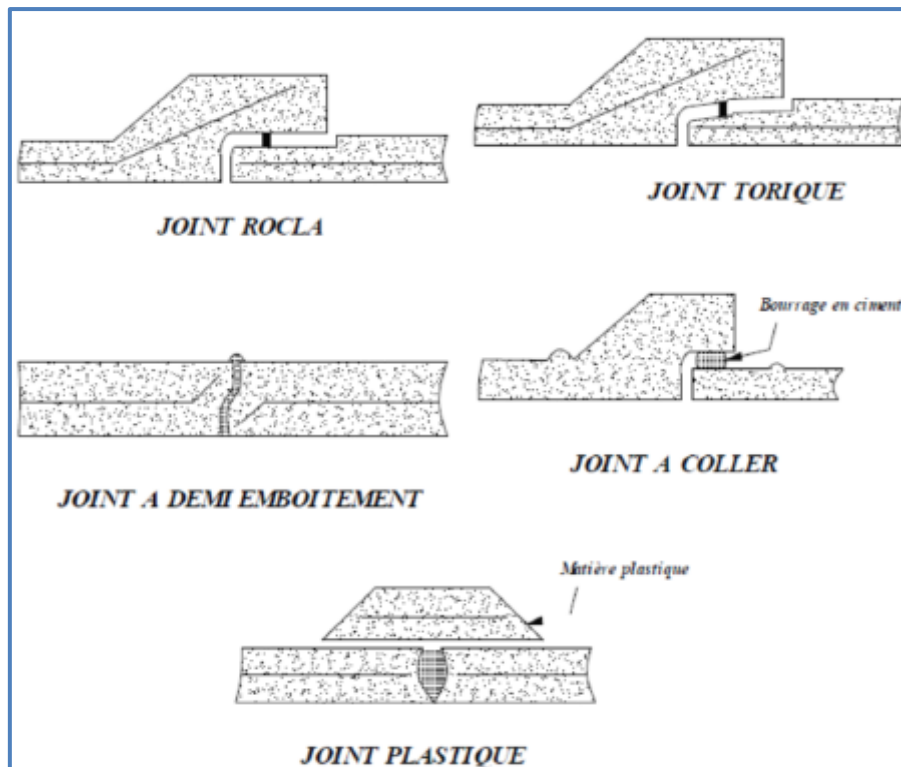 JOINT ROCLA
JOINT TORIQUE
Bourrage en ciment
JOINT A DEMI EMBOITEMENT
JOINT A COLLER
Matière plastique
JOINT PLASTIQUE